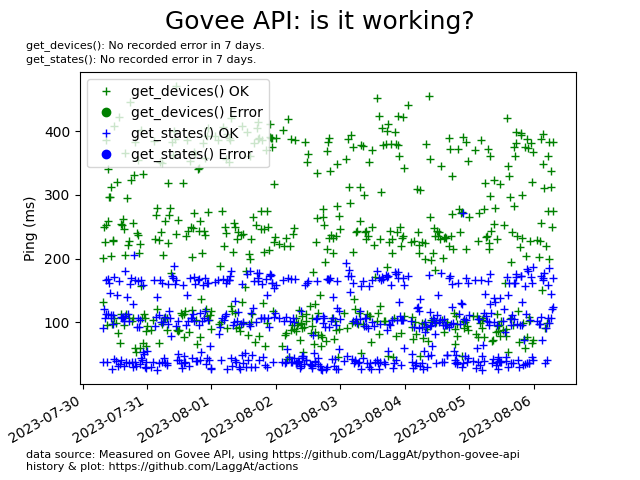 Govee API: is it working?
get_devices(): No recorded error in 7 days.
get_states(): No recorded error in 7 days.
get_devices() OK
get_devices() Error
get_states() OK
get_states() Error
Ping (ms)
400
300
200
100
2023-07-30
2023-07-31
2023-08-01
2023-08-02
2023-08-03
2023-08-04
2023-08-05
2023-08-06
data source: Measured on Govee API, using https://github.com/LaggAt/python-govee-api
history & plot: https://github.com/LaggAt/actions